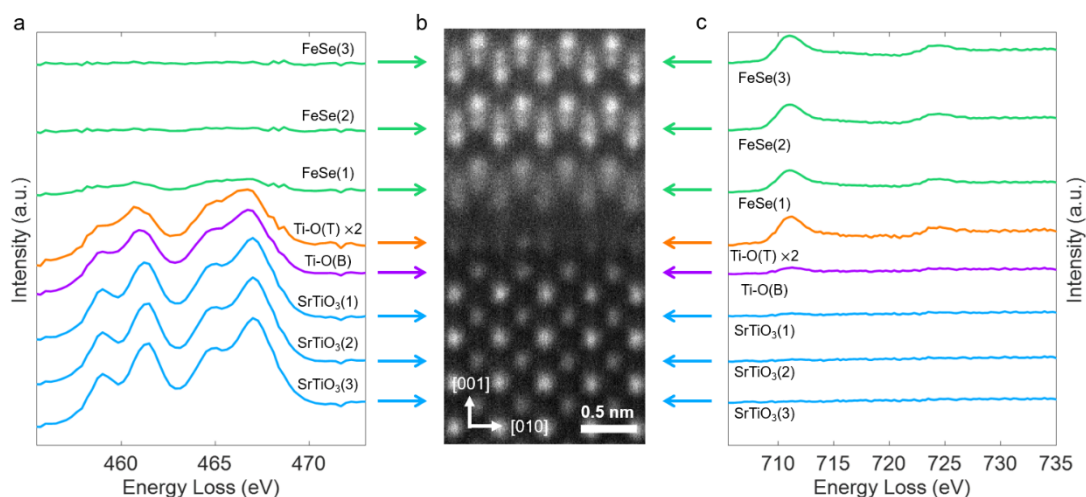 a
Intensity (a.u.)
FeSe(3)
FeSe(2)
FeSe(1)
Ti-O(T) ×2
Ti-O(B)
SrTiO₃(1)
SrTiO₃(2)
SrTiO₃(3)
460 465 470
Energy Loss (eV)
b
[001]
[010]
0.5 nm
c
FeSe(3)
FeSe(2)
FeSe(1)
Ti-O(T) ×2
Ti-O(B)
SrTiO₃(1)
SrTiO₃(2)
SrTiO₃(3)
710 715 720 725 730 735
Energy Loss (eV)
Intensity (a.u.)